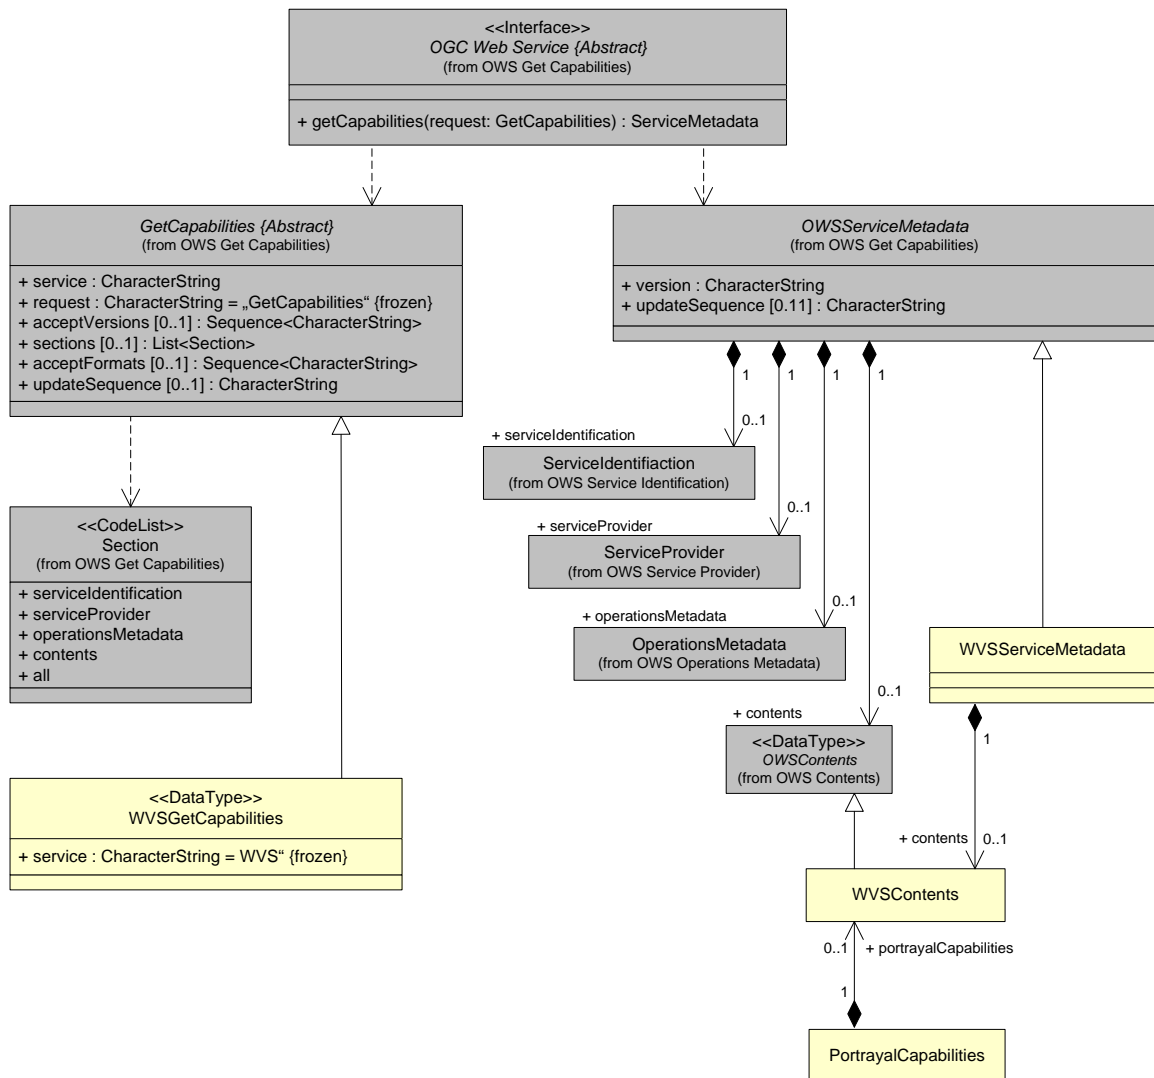 <<Interface>>
OGC Web Service {Abstract}
(from OWS Get Capabilities)
+ getCapabilities(request: GetCapabilities) : ServiceMetadata
GetCapabilities {Abstract}
(from OWS Get Capabilities)
+ service : CharacterString
+ request : CharacterString = „GetCapabilities“ {frozen}
+ acceptVersions [0..1] : Sequence<CharacterString>
+ sections [0..1] : List<Section>
+ acceptFormats [0..1] : Sequence<CharacterString>
+ updateSequence [0..1] : CharacterString
OWSServiceMetadata
(from OWS Get Capabilities)
+ version : CharacterString
+ updateSequence [0.11] : CharacterString
1
1
1
1
0..1
+ serviceIdentification
ServiceIdentifiaction
(from OWS Service Identification)
0..1
+ serviceProvider
ServiceProvider
(from OWS Service Provider)
0..1
+ operationsMetadata
OperationsMetadata
(from OWS Operations Metadata)
0..1
+ contents
<<DataType>>
OWSContents
(from OWS Contents)
<<CodeList>>
Section
(from OWS Get Capabilities)
+ serviceIdentification
+ serviceProvider
+ operationsMetadata
+ contents
+ all
WVSServiceMetadata
1
+ contents
0..1
<<DataType>>
WVSGetCapabilities
+ service : CharacterString = WVS“ {frozen}
WVSContents
0..1
+ portrayalCapabilities
1
PortrayalCapabilities